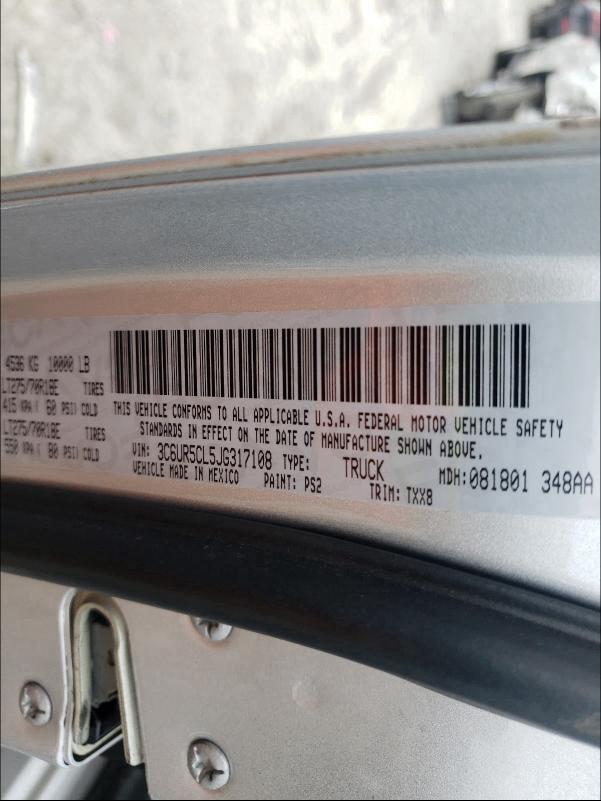 4536 KG 10000 LB
LT275/70R18E TIRES
415 KPA( 60 PSI) COLD
LT275/70R18E TIRES
550 KPA( 80 PSI) COLD
THIS VEHICLE CONFORMS TO ALL APPLICABLE U.S.A. FEDERAL MOTOR VEHICLE SAFETY
STANDARDS IN EFFECT ON THE DATE OF MANUFACTURE SHOWN ABOVE.
VIN: 3C6UR5CL5JG317108 TYPE: TRUCK MDH:081801 348AA
VEHICLE MADE IN MEXICO PAINT: PS2 TRIM: TXX8